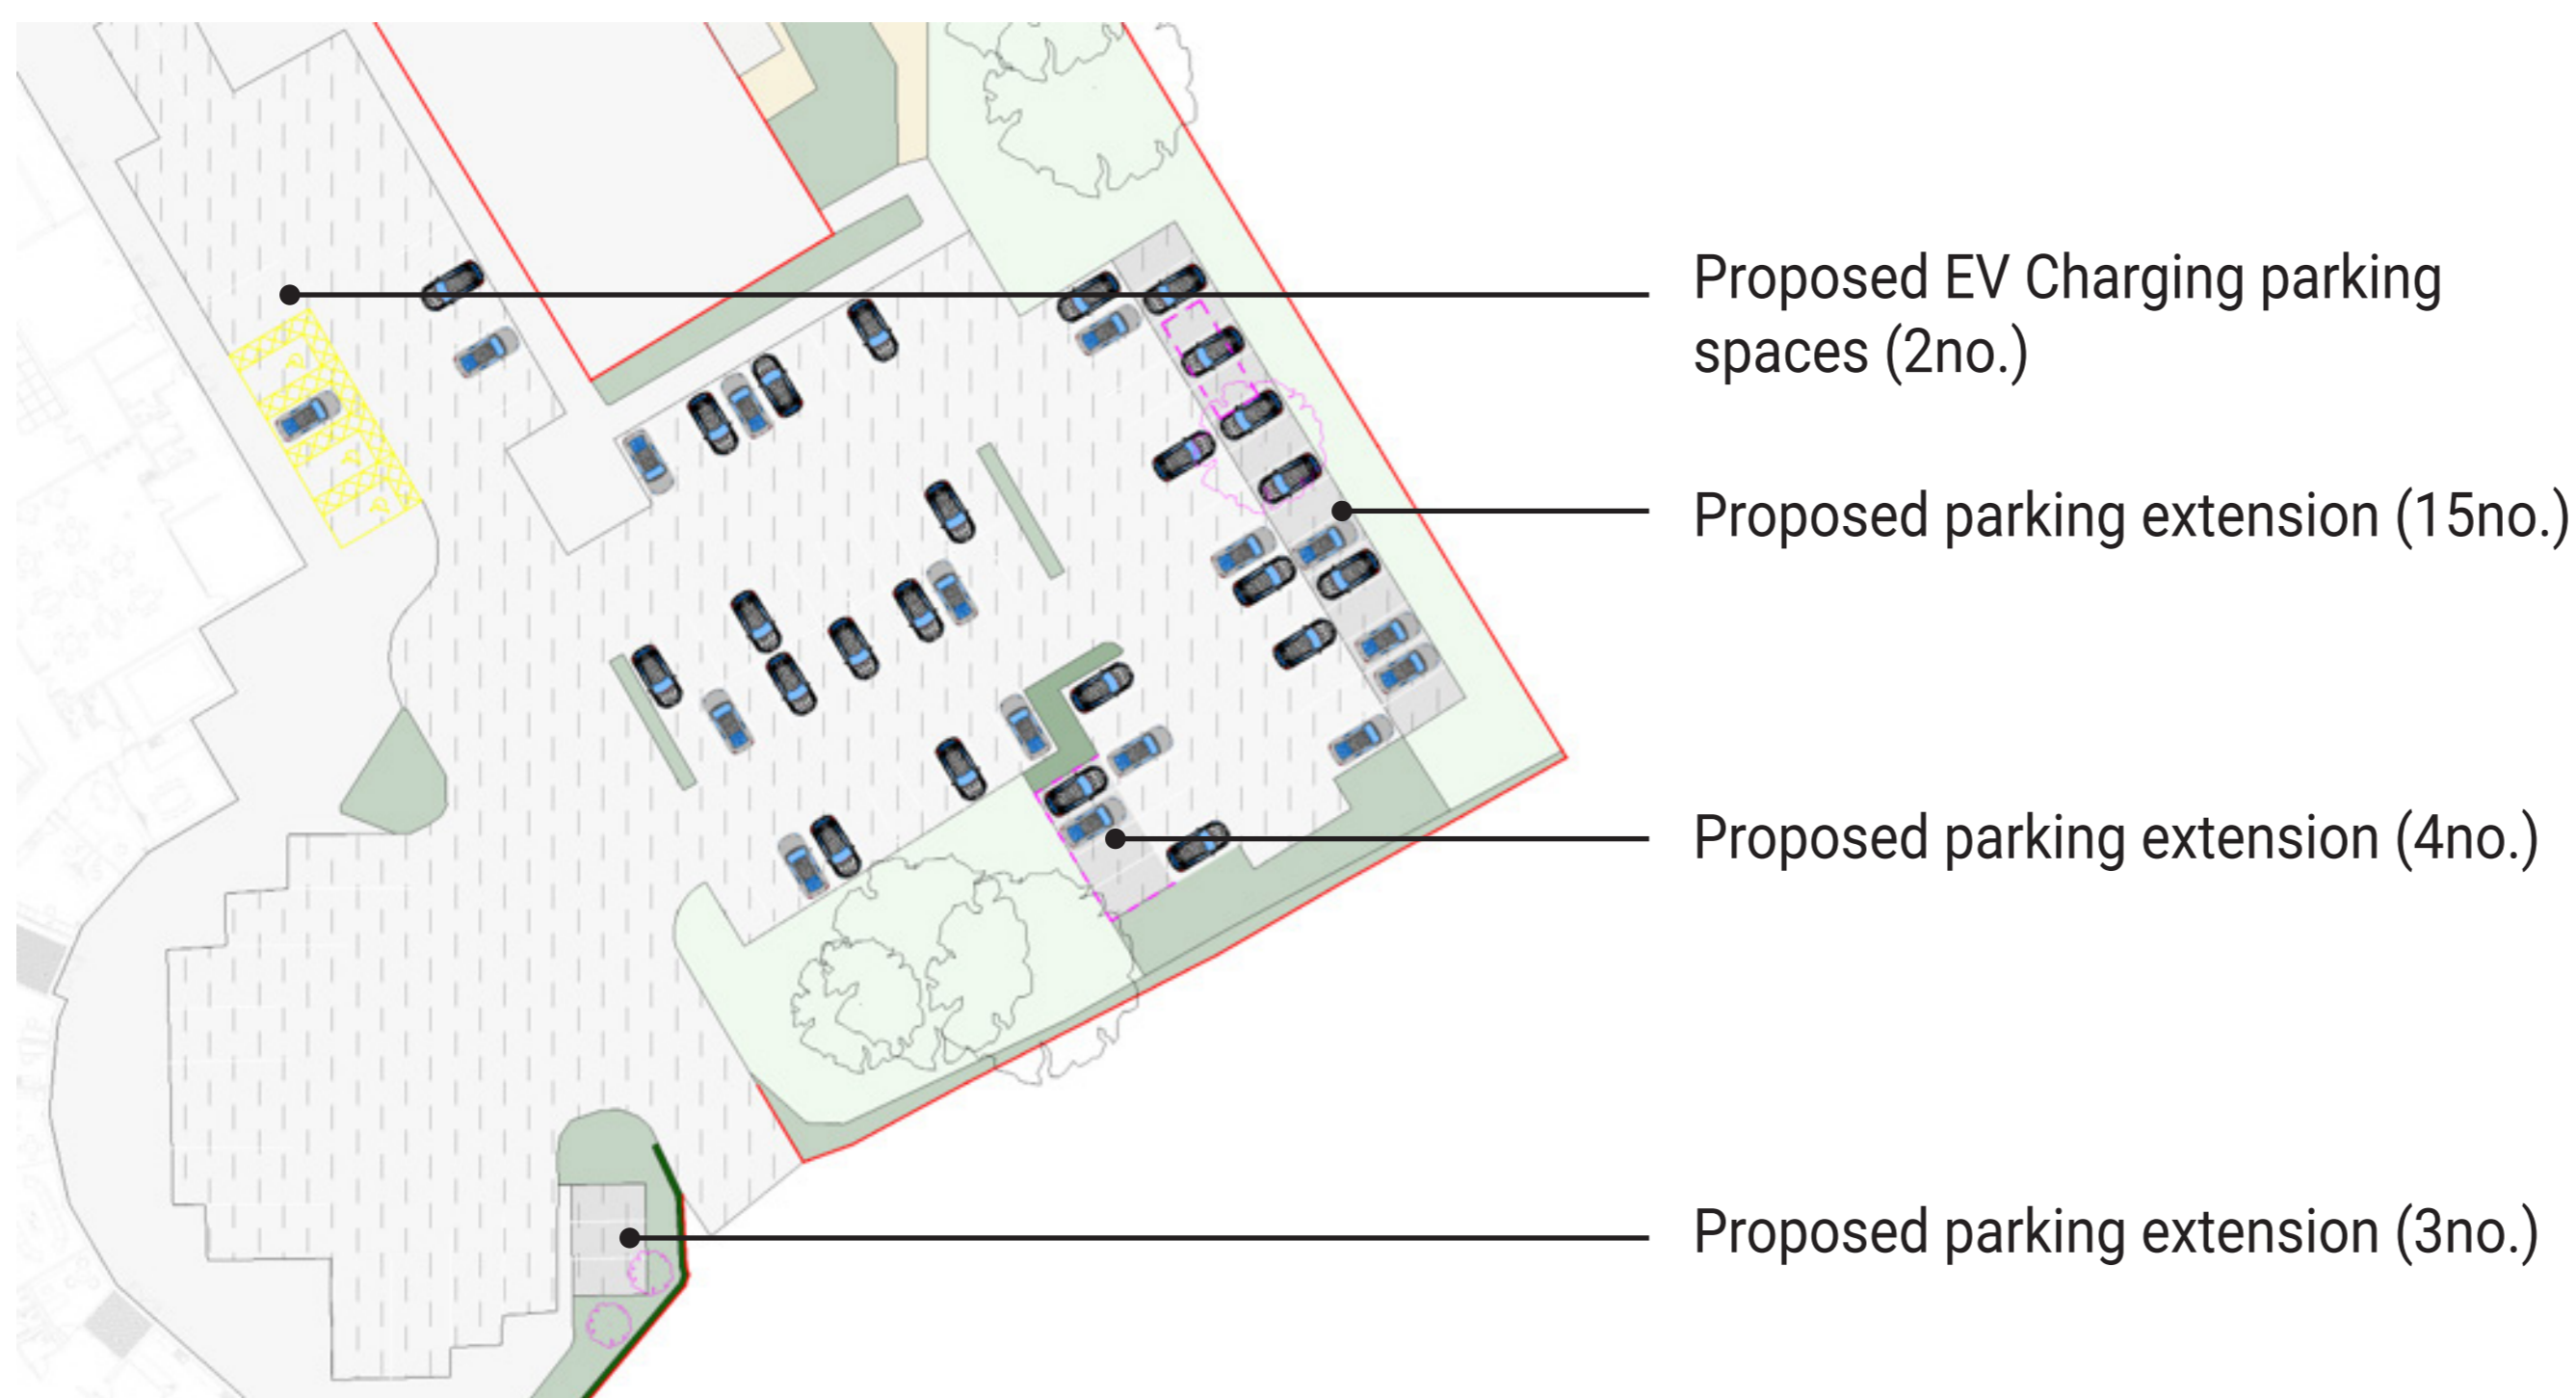 Proposed EV Charging parking
spaces (2no.)
Proposed parking extension (15no.)
Proposed parking extension (4no.)
Proposed parking extension (3no.)